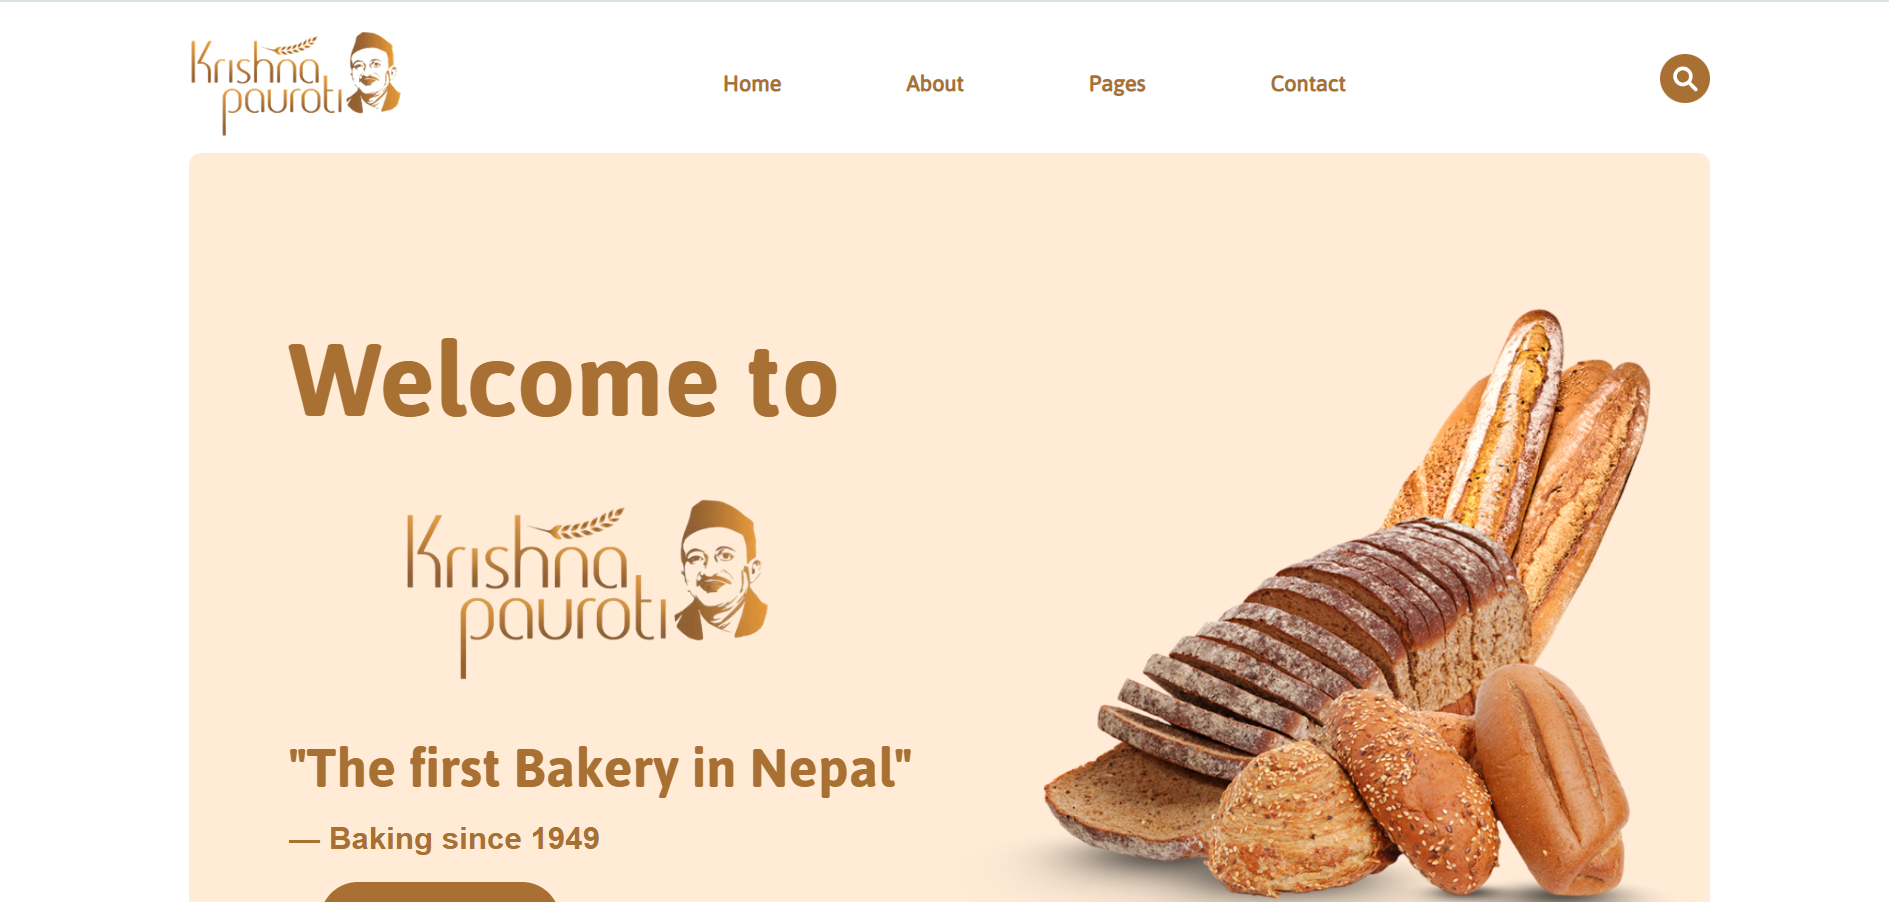 Krishna
pauroti
Home
About
Pages
Contact
Welcome to
Krishna
pauroti
"The first Bakery in Nepal"
— Baking since 1949